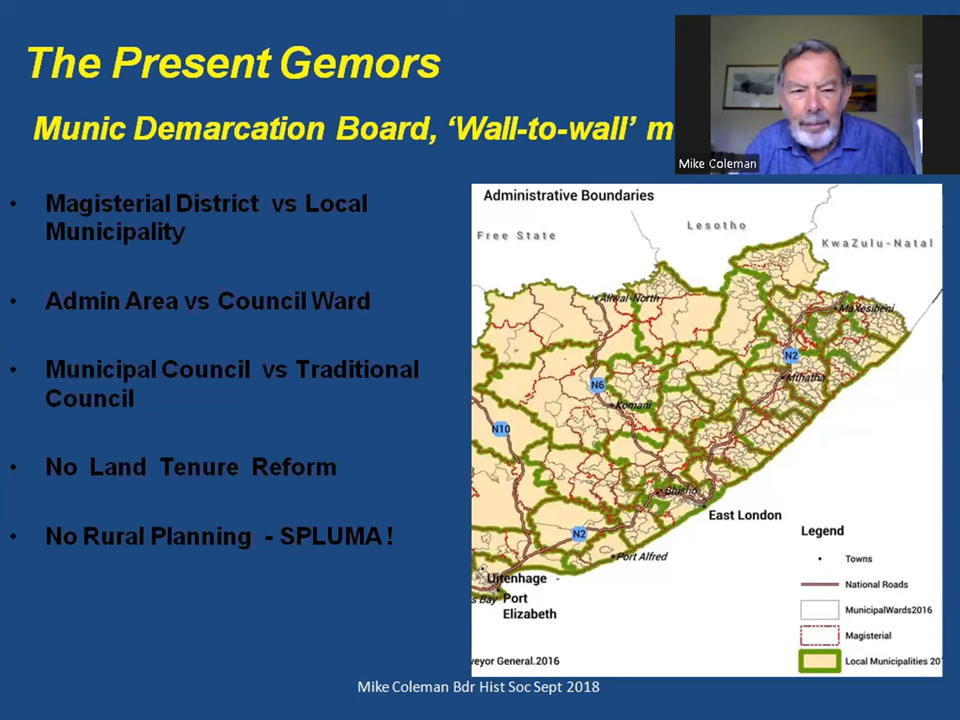 The Present Gemors
Munic Demarcation Board, ‘Wall-to-wall’ m
Mike Coleman
• Magisterial District vs Local
Municipality
• Admin Area vs Council Ward
• Municipal Council vs Traditional
Council
• No Land Tenure Reform
• No Rural Planning - SPLUMA !
Administrative Boundaries
Free State
Lesotho
KwaZulu-Natal
Aliwal-North
MaXesibeni
N2
Mthatha
N6
Komani
N10
Bhisho
East London
N2
Port Alfred
Uitenhage
s Bay
Port
Elizabeth
Legend
Towns
National Roads
MunicipalWards2016
Magisterial
Local Municipalities 20
veyor General.2016
Mike Coleman Bdr Hist Soc Sept 2018